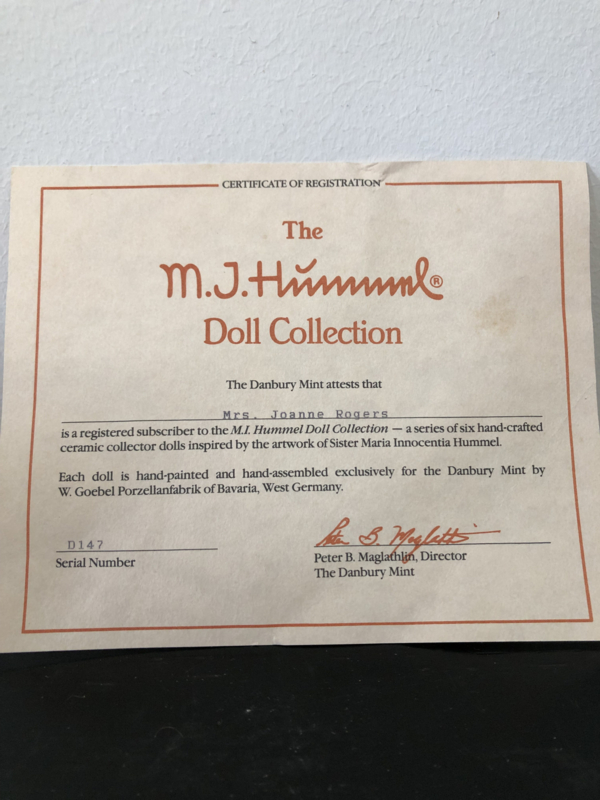 CERTIFICATE OF REGISTRATION
The
M.J. Hummel®
Doll Collection
The Danbury Mint attests that
Mrs. Joanne Rogers
is a registered subscriber to the M.I. Hummel Doll Collection — a series of six hand-crafted
ceramic collector dolls inspired by the artwork of Sister Maria Innocentia Hummel.
Each doll is hand-painted and hand-assembled exclusively for the Danbury Mint by
W. Goebel Porzellanfabrik of Bavaria, West Germany.
D147
Serial Number
Peter B. Maglathlin
Peter B. Maglathlin, Director
The Danbury Mint